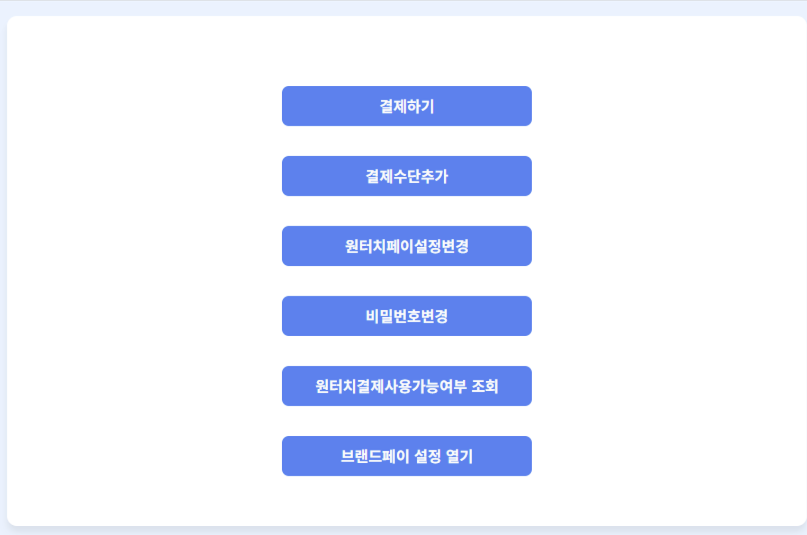 결제하기
결제수단추가
원터치페이설정변경
비밀번호변경
원터치결제사용가능여부 조회
브랜드페이 설정 열기